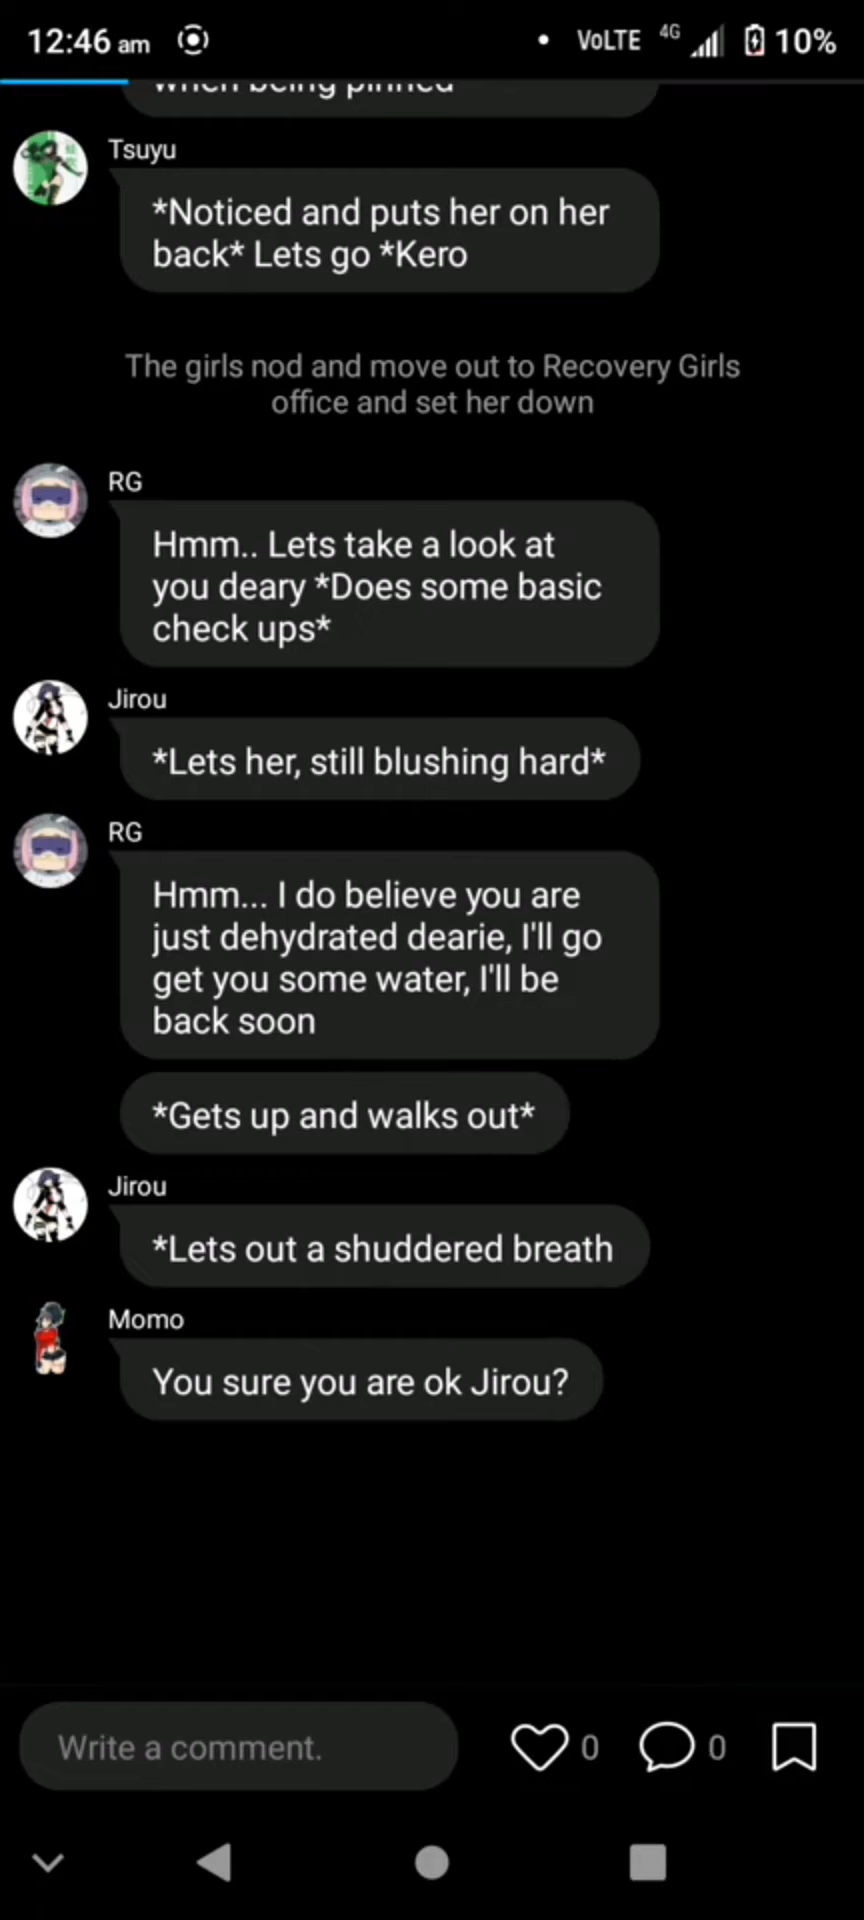 12:46 am
VoLTE 4G 10%
when being pinned
Tsuyu
*Noticed and puts her on her
back* Lets go *Kero
The girls nod and move out to Recovery Girls
office and set her down
RG
Hmm.. Lets take a look at
you deary *Does some basic
check ups*
Jirou
*Lets her, still blushing hard*
RG
Hmm... I do believe you are
just dehydrated dearie, I'll go
get you some water, I'll be
back soon
*Gets up and walks out*
Jirou
*Lets out a shuddered breath
Momo
You sure you are ok Jirou?
Write a comment.
0
0